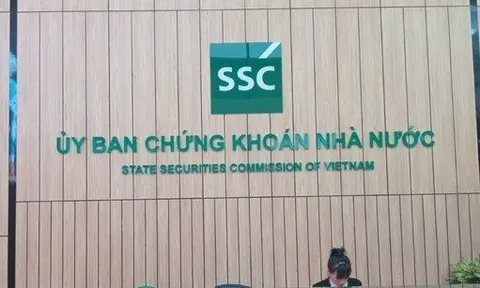 SSC
ỦY BAN CHỨNG KHOÁN NHÀ NƯỚC
STATE SECURITIES COMMISSION OF VIETNAM